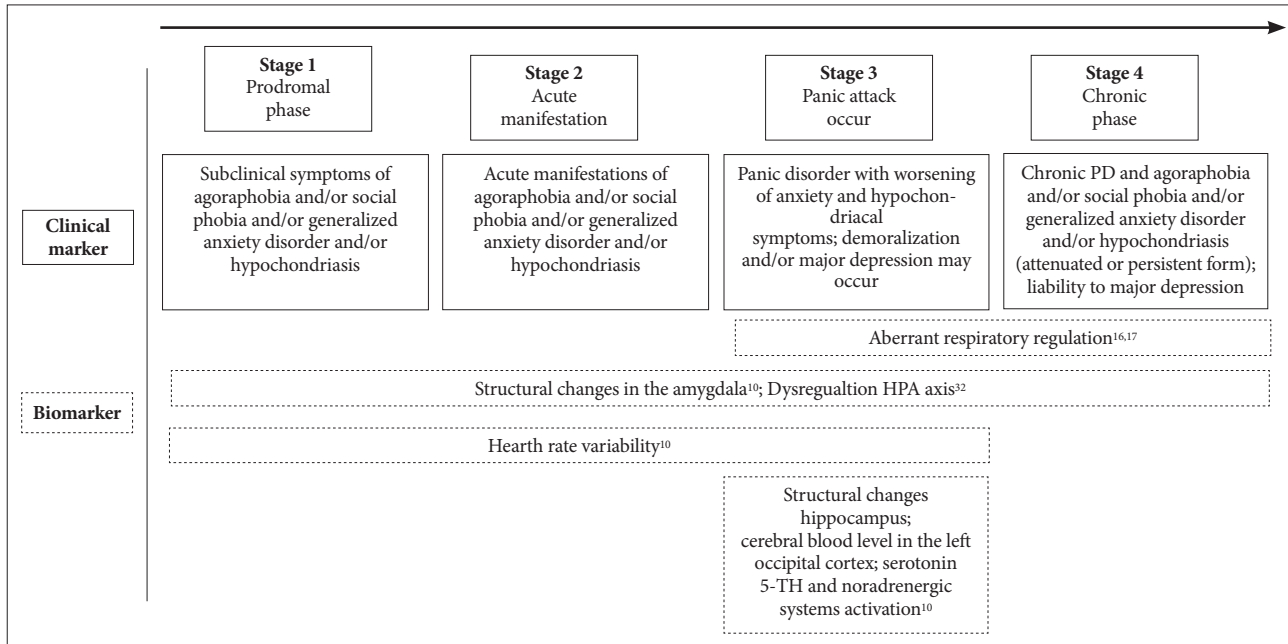 Stage 1
Prodromal
phase
Stage 2
Acute
manifestation
Stage 3
Panic attack
occur
Stage 4
Chronic
phase
Clinical
marker
Subclinical symptoms of
agoraphobia and/or social
phobia and/or generalized
anxiety disorder and/or
hypochondriasis
Acute manifestations of
agoraphobia and/or social
phobia and/or generalized
anxiety disorder and/or
hypochondriasis
Panic disorder with worsening
of anxiety and hypochon-
driacal
symptoms; demoralization
and/or major depression may
occur
Chronic PD and agoraphobia
and/or social phobia and/or
generalized anxiety disorder
and/or hypochondriasis
(attenuated or persistent form);
liability to major depression
Biomarker
Aberrant respiratory regulation16,17
Structural changes in the amygdala10; Dysregualtion HPA axis32
Hearth rate variability10
Structural changes
hippocampus;
cerebral blood level in the left
occipital cortex; serotonin
5-TH and noradrenergic
systems activation10